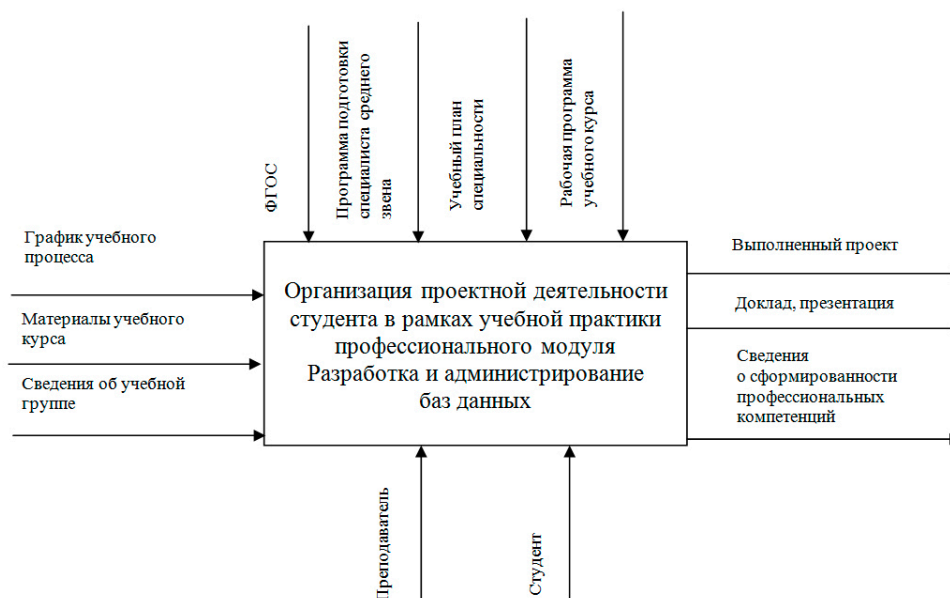 ФГОС
Программа подготовки
специалиста среднего
звена
Учебный план
специальности
Рабочая программа
учебного курса
График учебного
процесса
Материалы учебного
курса
Сведения об учебной
группе
Организация проектной деятельности
студента в рамках учебной практики
профессионального модуля
Разработка и администрирование
баз данных
Выполненный проект
Доклад, презентация
Сведения
о сформированности
профессиональных
компетенций
Преподаватель
Студент